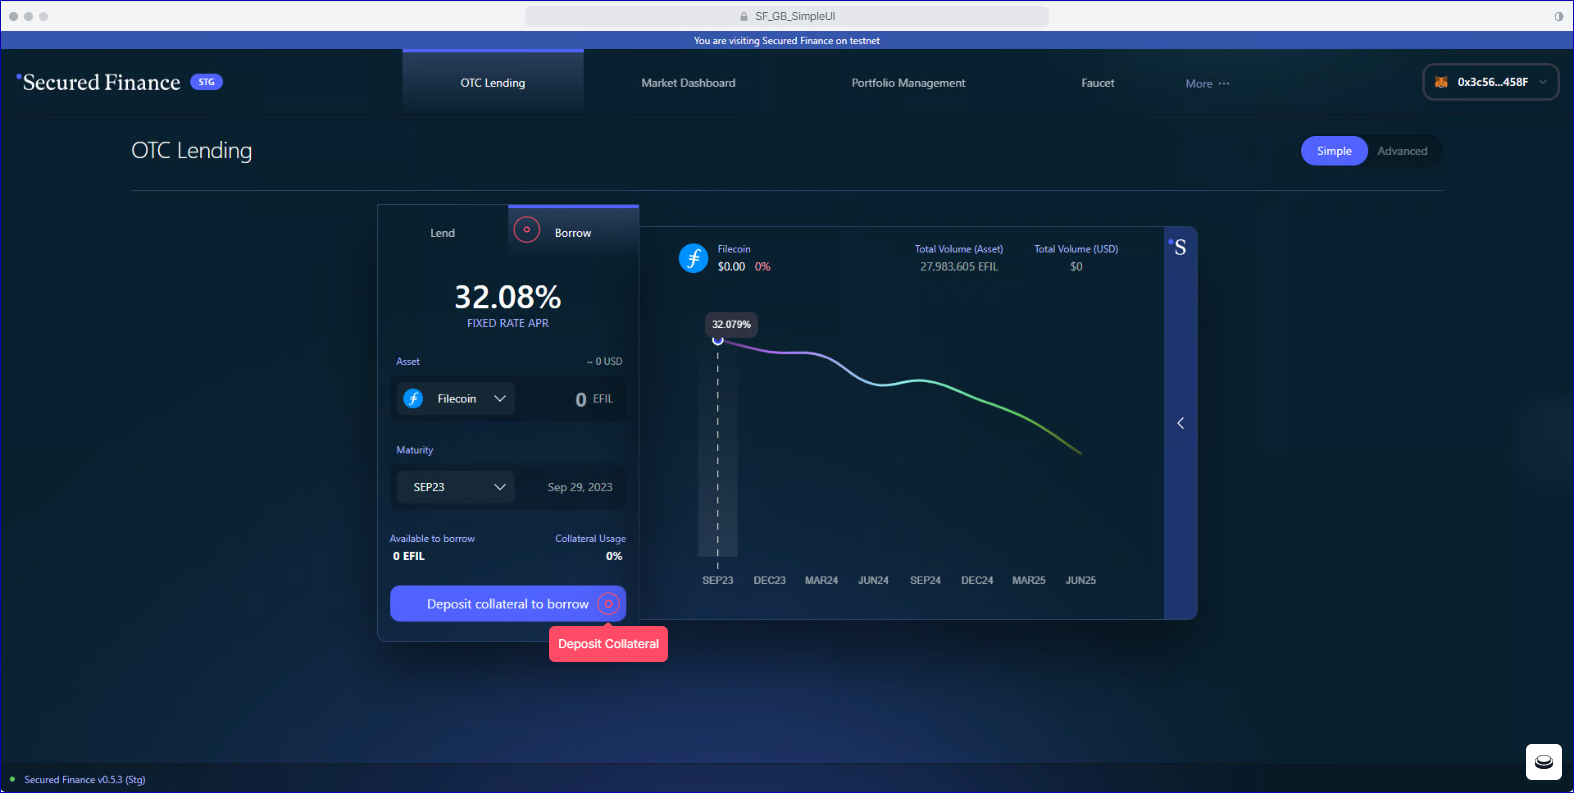 SF_GB_SimpleUI
You are visiting Secured Finance on testnet
Secured Finance STG
OTC Lending
Market Dashboard
Portfolio Management
Faucet
More ···
0x3c56...458F
OTC Lending
Simple
Advanced
Lend
Borrow
32.08%
FIXED RATE APR
Asset
~ 0 USD
Filecoin
0 EFIL
Maturity
SEP23
Sep 29, 2023
Available to borrow
Collateral Usage
0 EFIL
0%
Deposit collateral to borrow
Deposit Collateral
Filecoin
$0.00 0%
Total Volume (Asset)
27,983,605 EFIL
Total Volume (USD)
$0
S
32.079%
SEP23
DEC23
MAR24
JUN24
SEP24
DEC24
MAR25
JUN25
Secured Finance v0.5.3 (Stg)